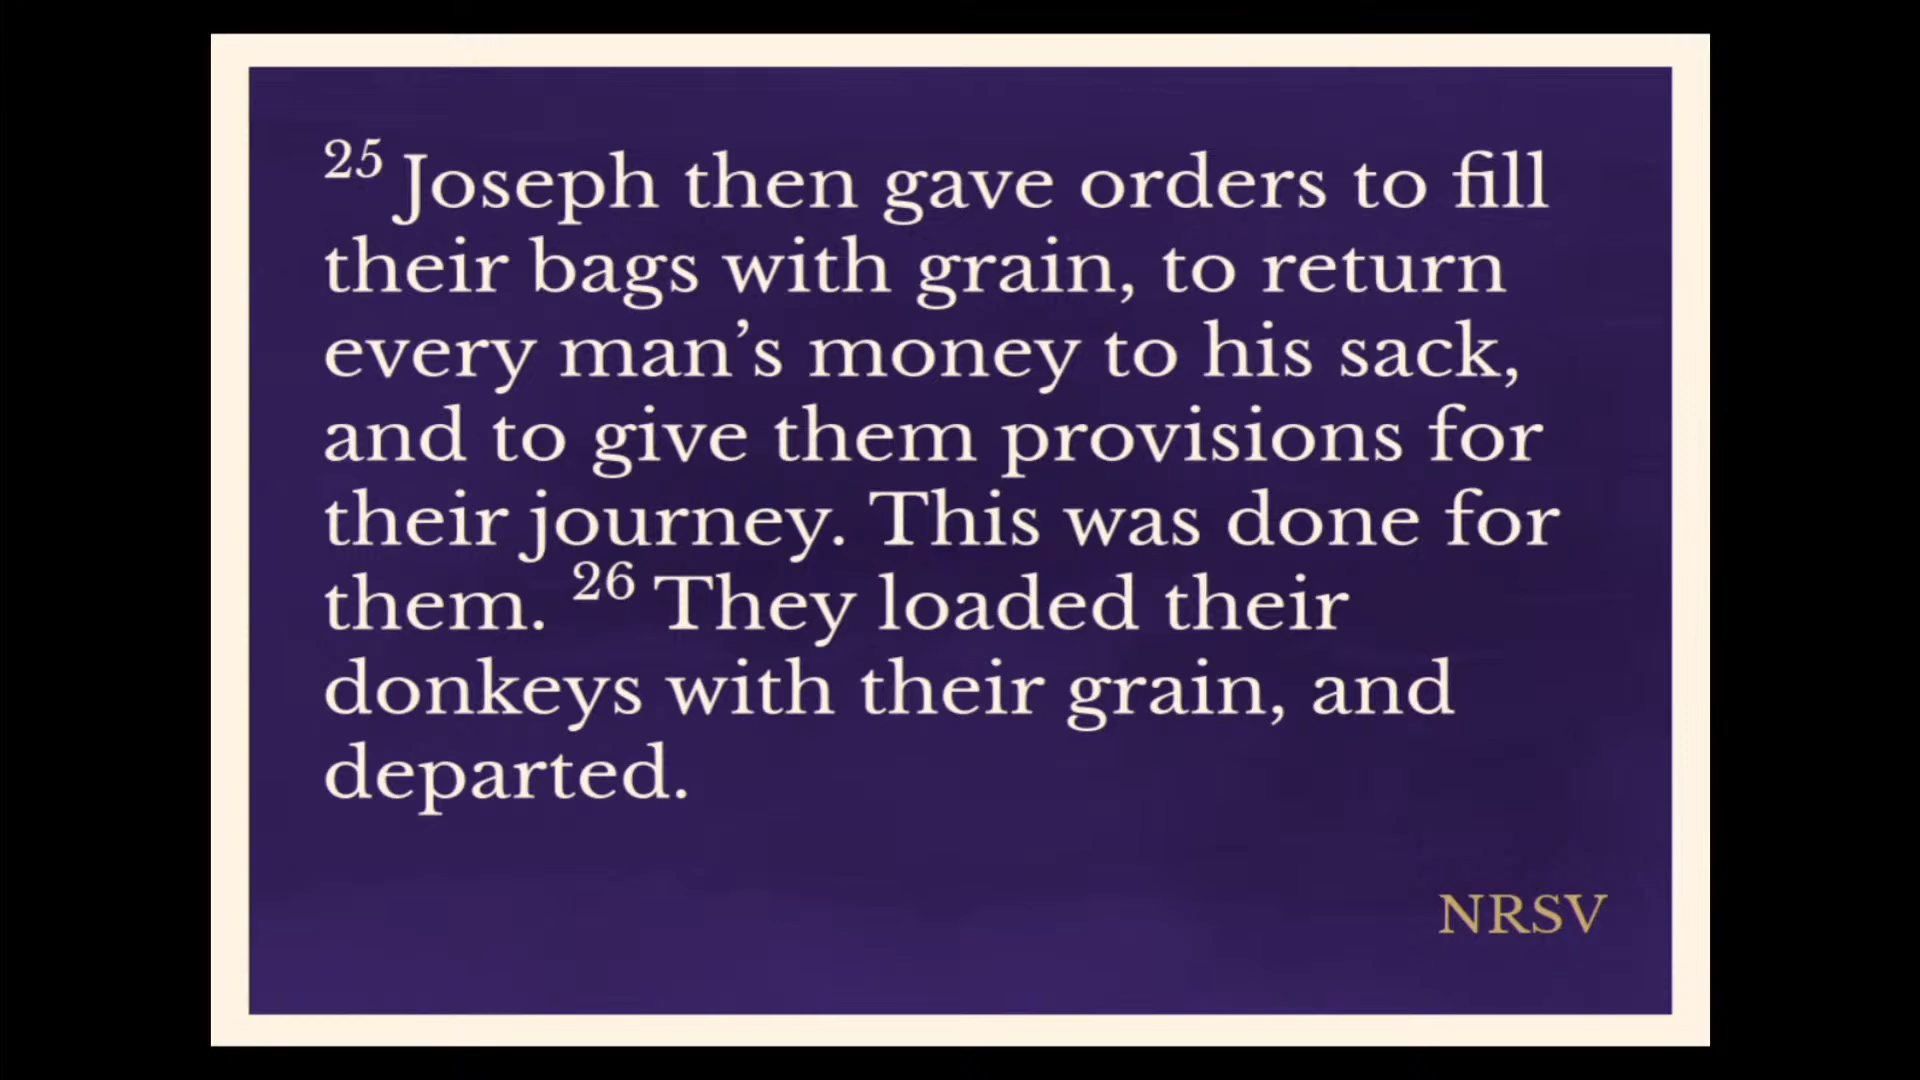 25 Joseph then gave orders to fill
their bags with grain, to return
every man’s money to his sack,
and to give them provisions for
their journey. This was done for
them. 26 They loaded their
donkeys with their grain, and
departed.
NRSV